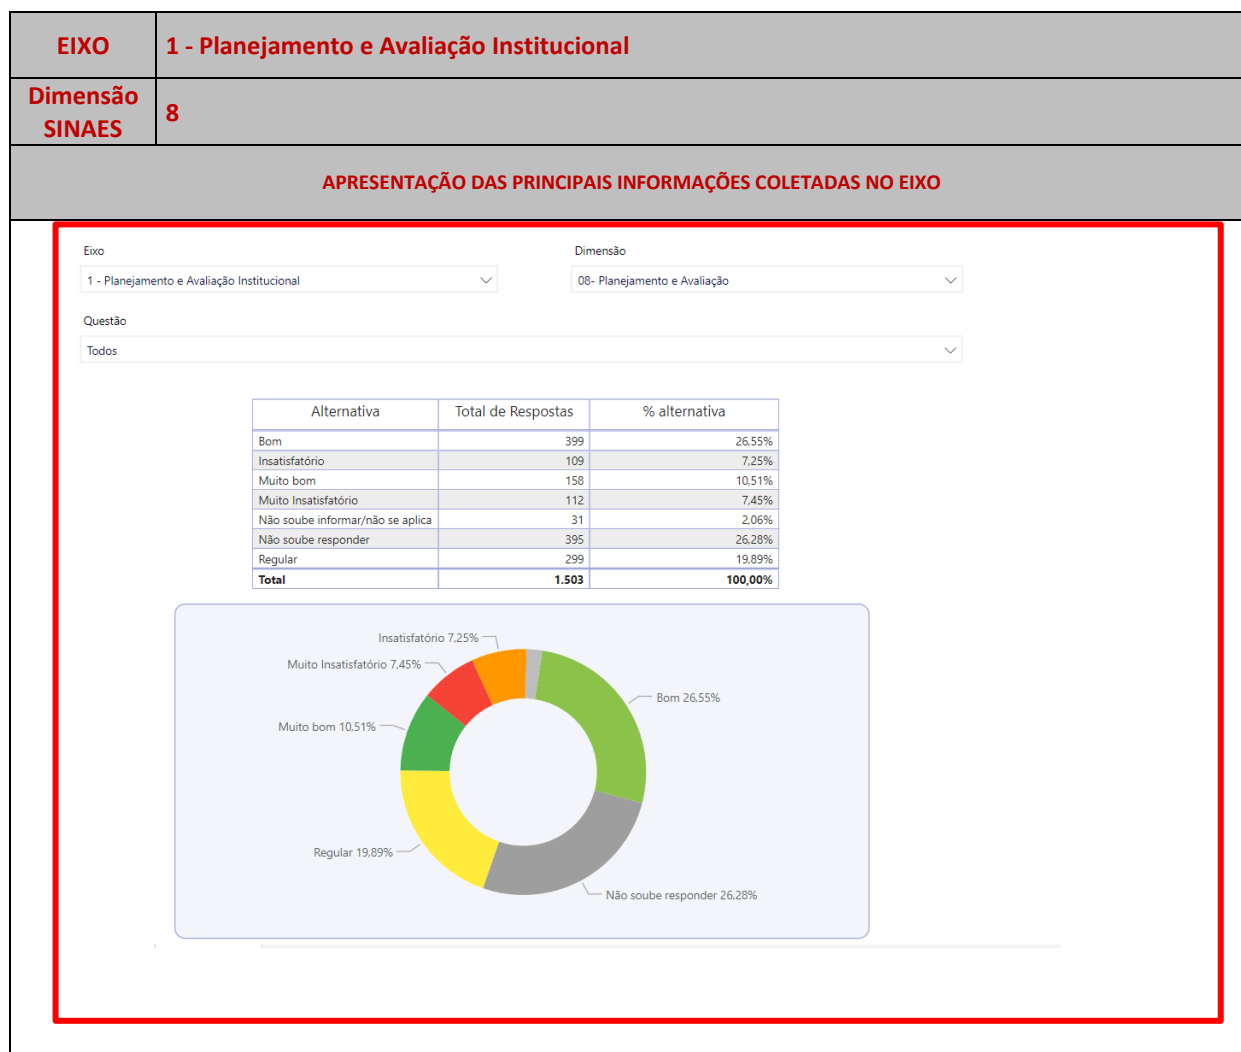 EIXO 1 - Planejamento e Avaliação Institucional
Dimensão SINAES 8
APRESENTAÇÃO DAS PRINCIPAIS INFORMAÇÕES COLETADAS NO EIXO
Eixo Dimensão
1 - Planejamento e Avaliação Institucional 08- Planejamento e Avaliação
Questão
Todos
Alternativa Total de Respostas % alternativa
Bom 399 26,55%
Insatisfatório 109 7,25%
Muito bom 158 10,51%
Muito Insatisfatório 112 7,45%
Não soube informar/não se aplica 31 2,06%
Não soube responder 395 26,28%
Regular 299 19,89%
Total 1.503 100,00%
Insatisfatório 7,25%
Muito Insatisfatório 7,45%
Bom 26,55%
Muito bom 10,51%
Regular 19,89%
Não soube responder 26,28%